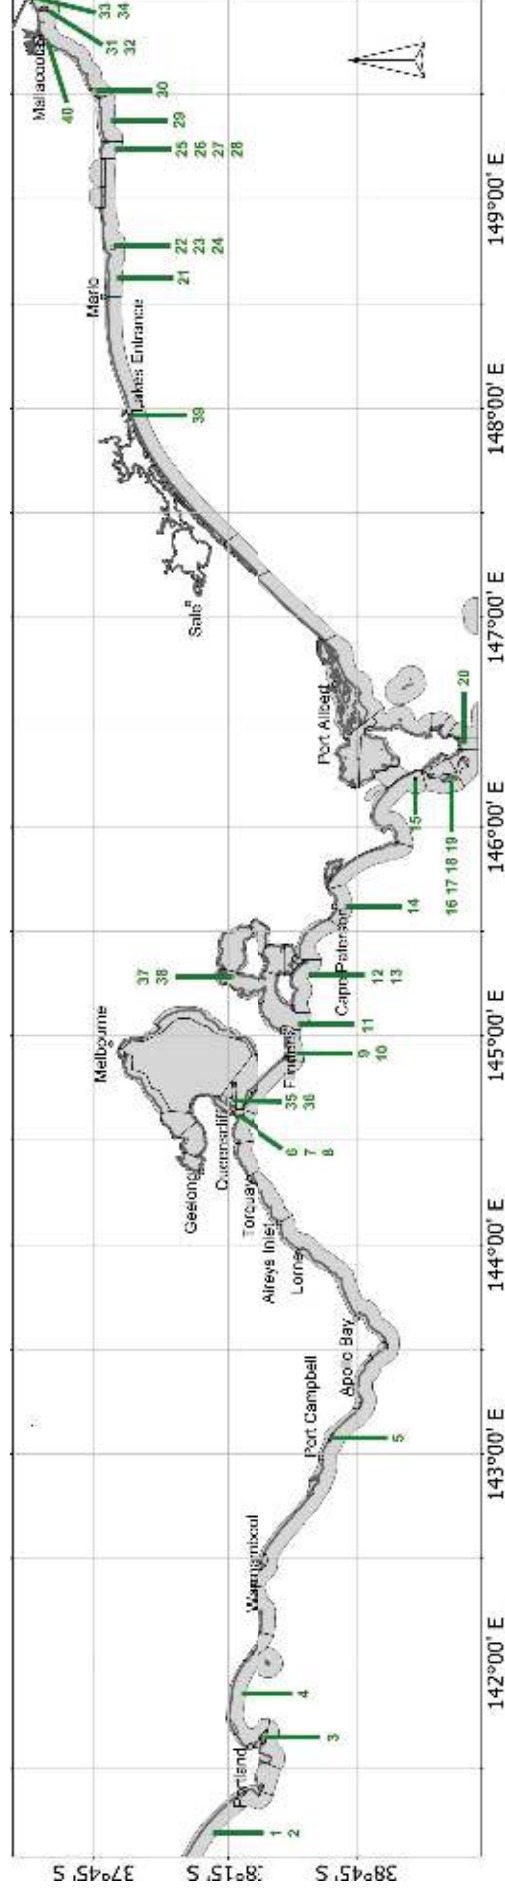 Mallacoota
33 34
31 32
40
30
29
25 26 27 28
22 23 24
21
Marlo
Lakes Entrance
39
Sale
Port Albert
20
15
16 17 18 19
14
Cape Paterson
37 38
12 13
11
9 10
Flinders
Melbourne
35 36
6 7 8
Queenscliff
Geelong
Torquay
Aireys Inlet
Lorne
Apollo Bay
Port Campbell
5
Warrnambool
4
3
Portland
1 2
149°00' E
148°00' E
147°00' E
146°00' E
145°00' E
144°00' E
143°00' E
142°00' E
37°45' S
38°15' S
38°45' S